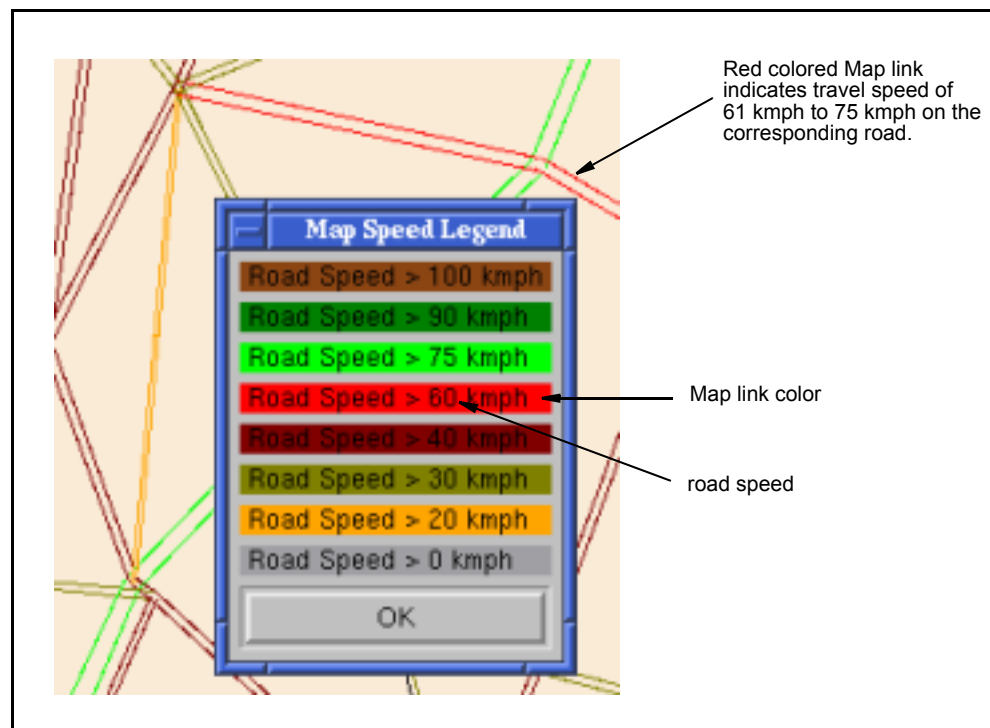 Red colored Map link
indicates travel speed of
61 kmph to 75 kmph on the
corresponding road.
Map Speed Legend
Road Speed > 100 kmph
Road Speed > 90 kmph
Road Speed > 75 kmph
Road Speed > 60 kmph
Map link color
Road Speed > 40 kmph
Road Speed > 30 kmph
road speed
Road Speed > 20 kmph
Road Speed > 0 kmph
OK